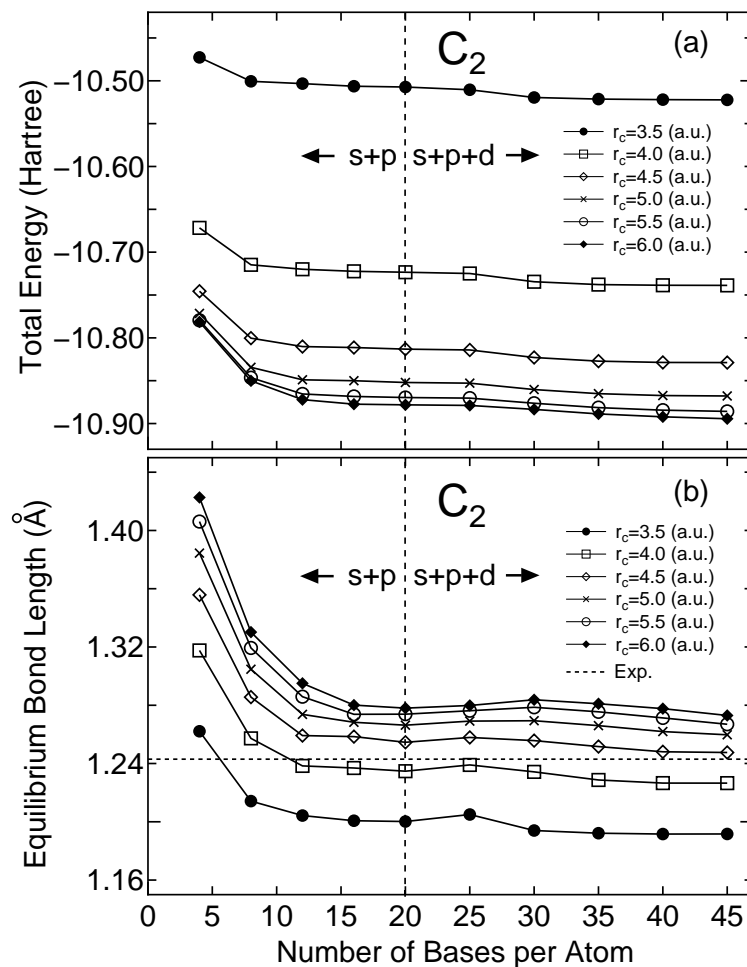 C2
(a)
Total Energy (Hartree)
−10.50
−10.60
−10.70
−10.80
−10.90
s+p
s+p+d
rc=3.5 (a.u.)
rc=4.0 (a.u.)
rc=4.5 (a.u.)
rc=5.0 (a.u.)
rc=5.5 (a.u.)
rc=6.0 (a.u.)
C2
(b)
Equilibrium Bond Length (Å)
1.40
1.32
1.24
1.16
s+p
s+p+d
rc=3.5 (a.u.)
rc=4.0 (a.u.)
rc=4.5 (a.u.)
rc=5.0 (a.u.)
rc=5.5 (a.u.)
rc=6.0 (a.u.)
Exp.
0 5 10 15 20 25 30 35 40 45
Number of Bases per Atom